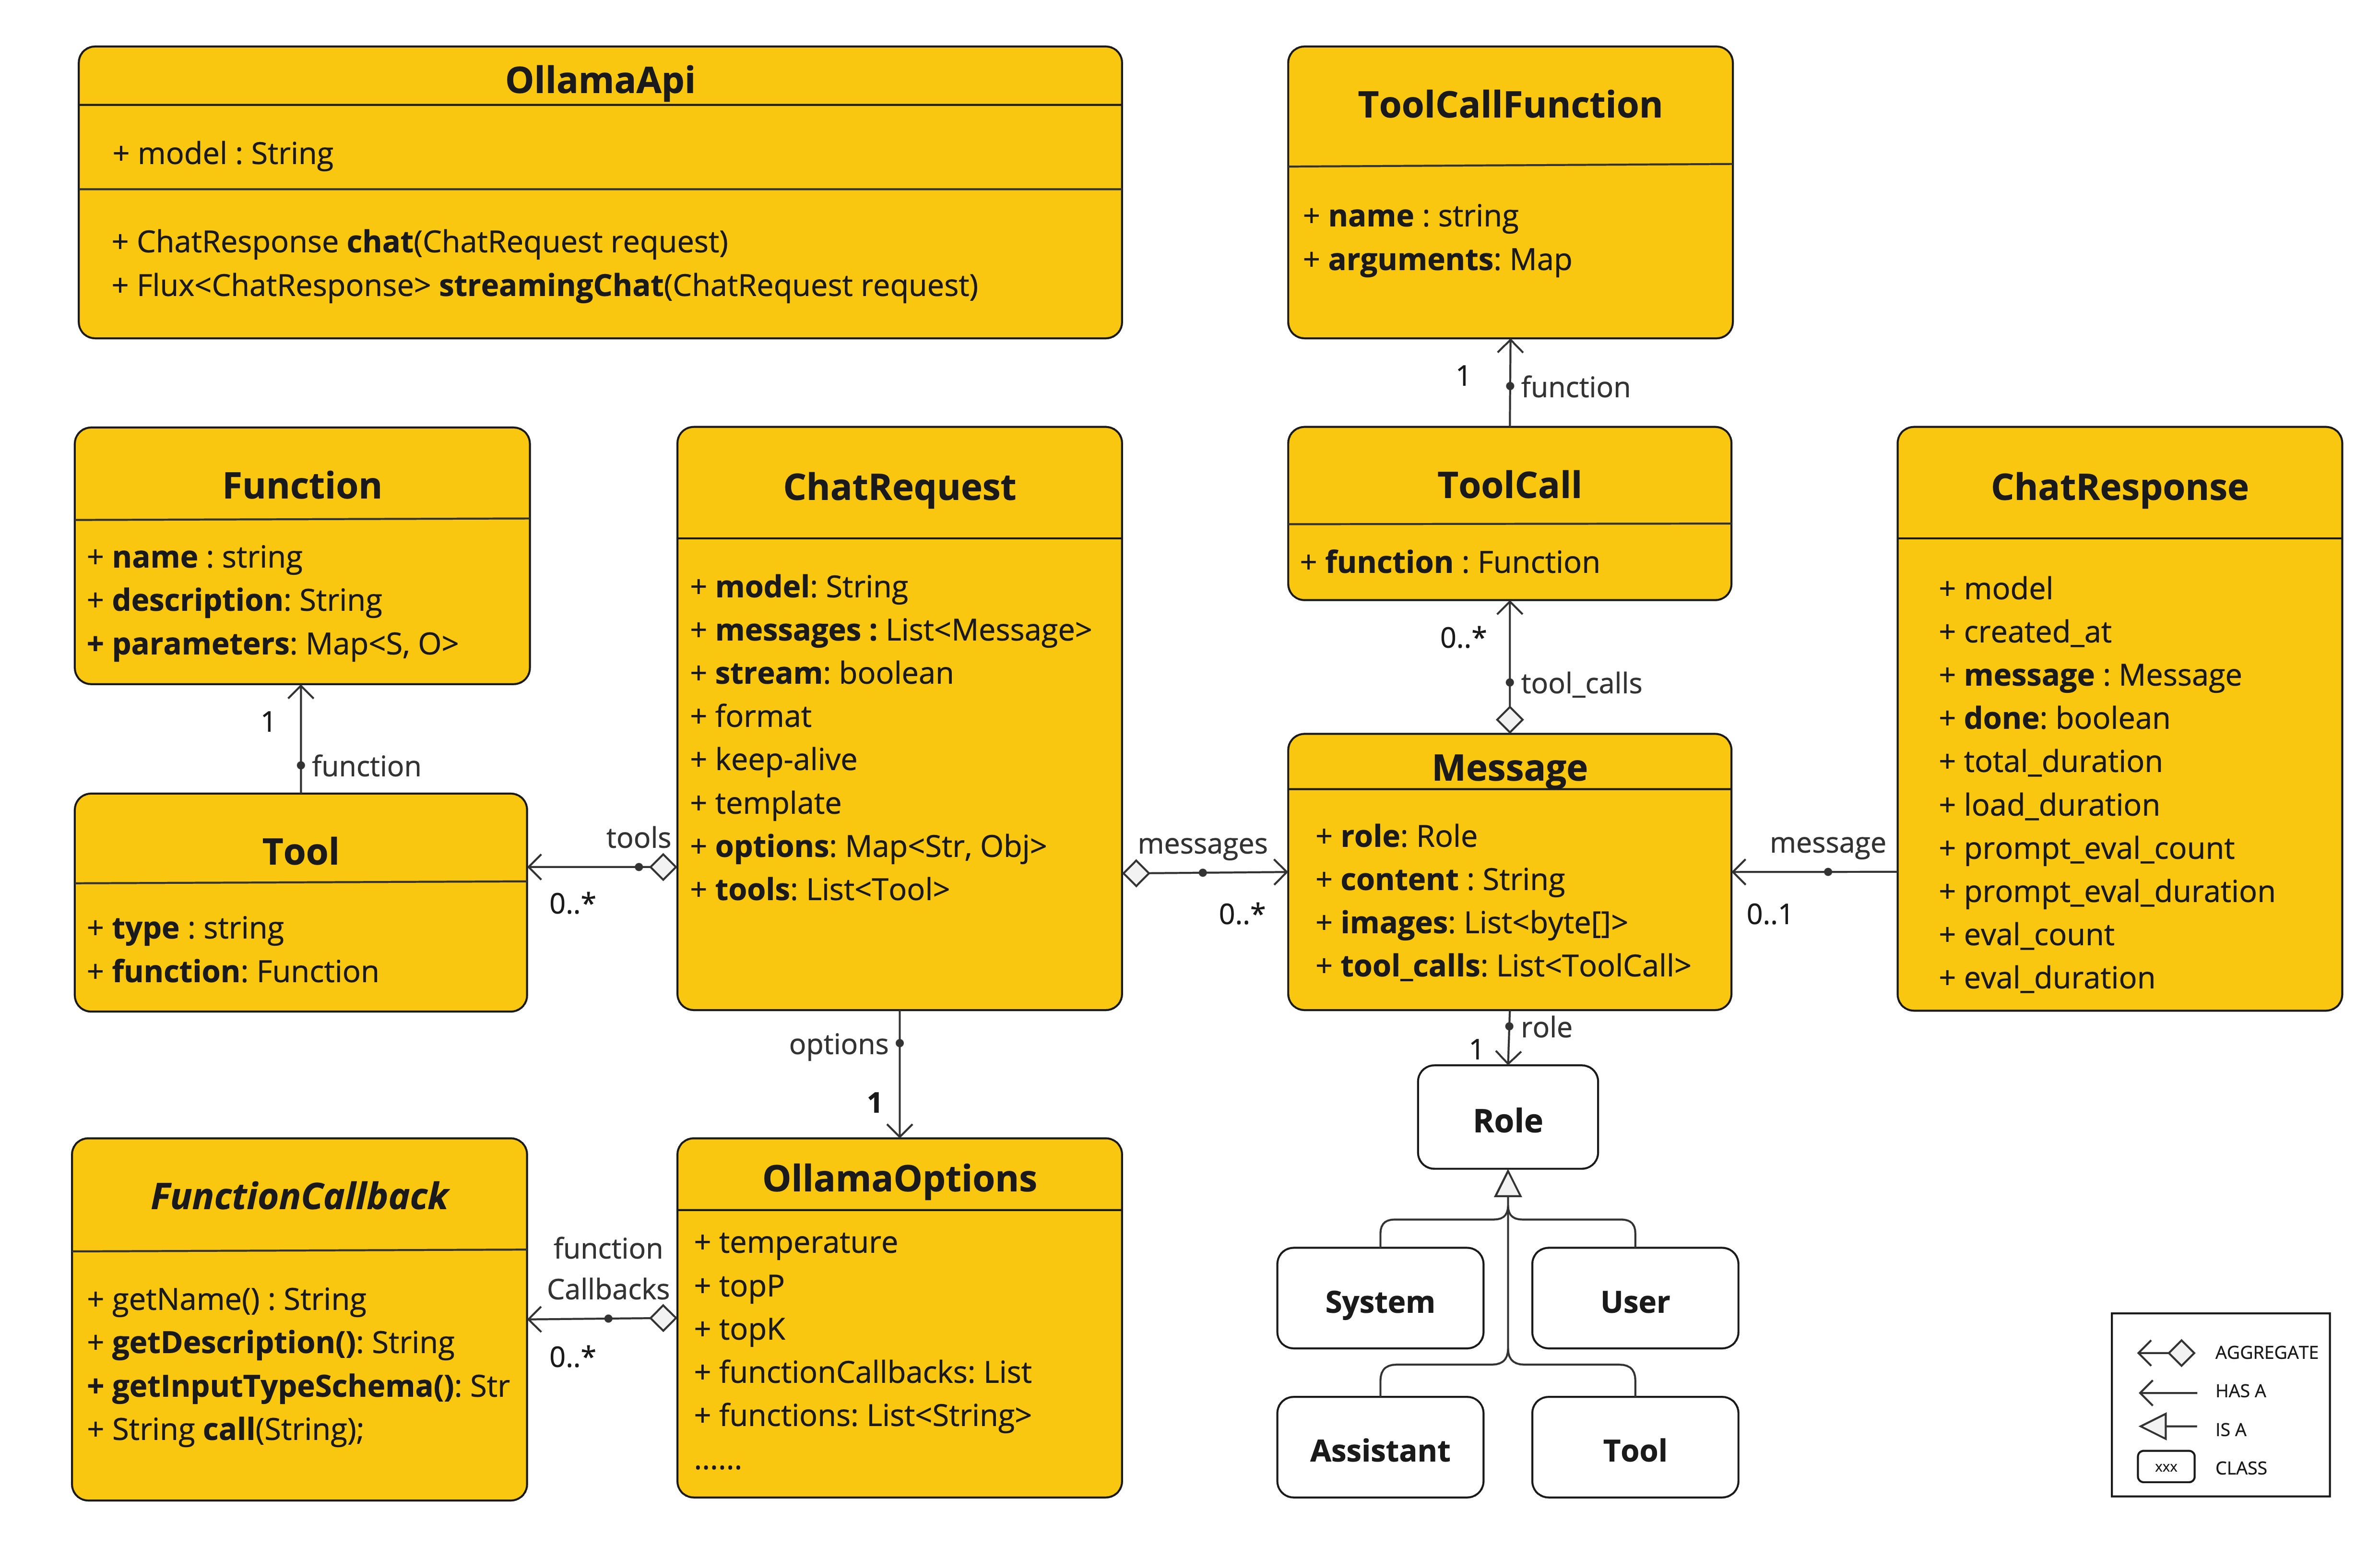 OllamaApi
+ model : String
+ ChatResponse chat(ChatRequest request)
+ Flux<ChatResponse> streamingChat(ChatRequest request)
ToolCallFunction
+ name : string
+ arguments: Map
1
function
Function
+ name : string
+ description: String
+ parameters: Map<S, O>
1
function
Tool
+ type : string
+ function: Function
tools
0..*
ChatRequest
+ model: String
+ messages : List<Message>
+ stream: boolean
+ format
+ keep-alive
+ template
+ options: Map<Str, Obj>
+ tools: List<Tool>
messages
0..*
ToolCall
+ function : Function
0..*
tool_calls
Message
+ role: Role
+ content : String
+ images: List<byte[]>
+ tool_calls: List<ToolCall>
message
0..1
ChatResponse
+ model
+ created_at
+ message : Message
+ done: boolean
+ total_duration
+ load_duration
+ prompt_eval_count
+ prompt_eval_duration
+ eval_count
+ eval_duration
options
1
role
1
Role
FunctionCallback
+ getName() : String
+ getDescription(): String
+ getInputTypeSchema(): Str
+ String call(String);
function
Callbacks
0..*
OllamaOptions
+ temperature
+ topP
+ topK
+ functionCallbacks: List
+ functions: List<String>
......
System
User
Assistant
Tool
AGGREGATE
HAS A
IS A
xxx
CLASS